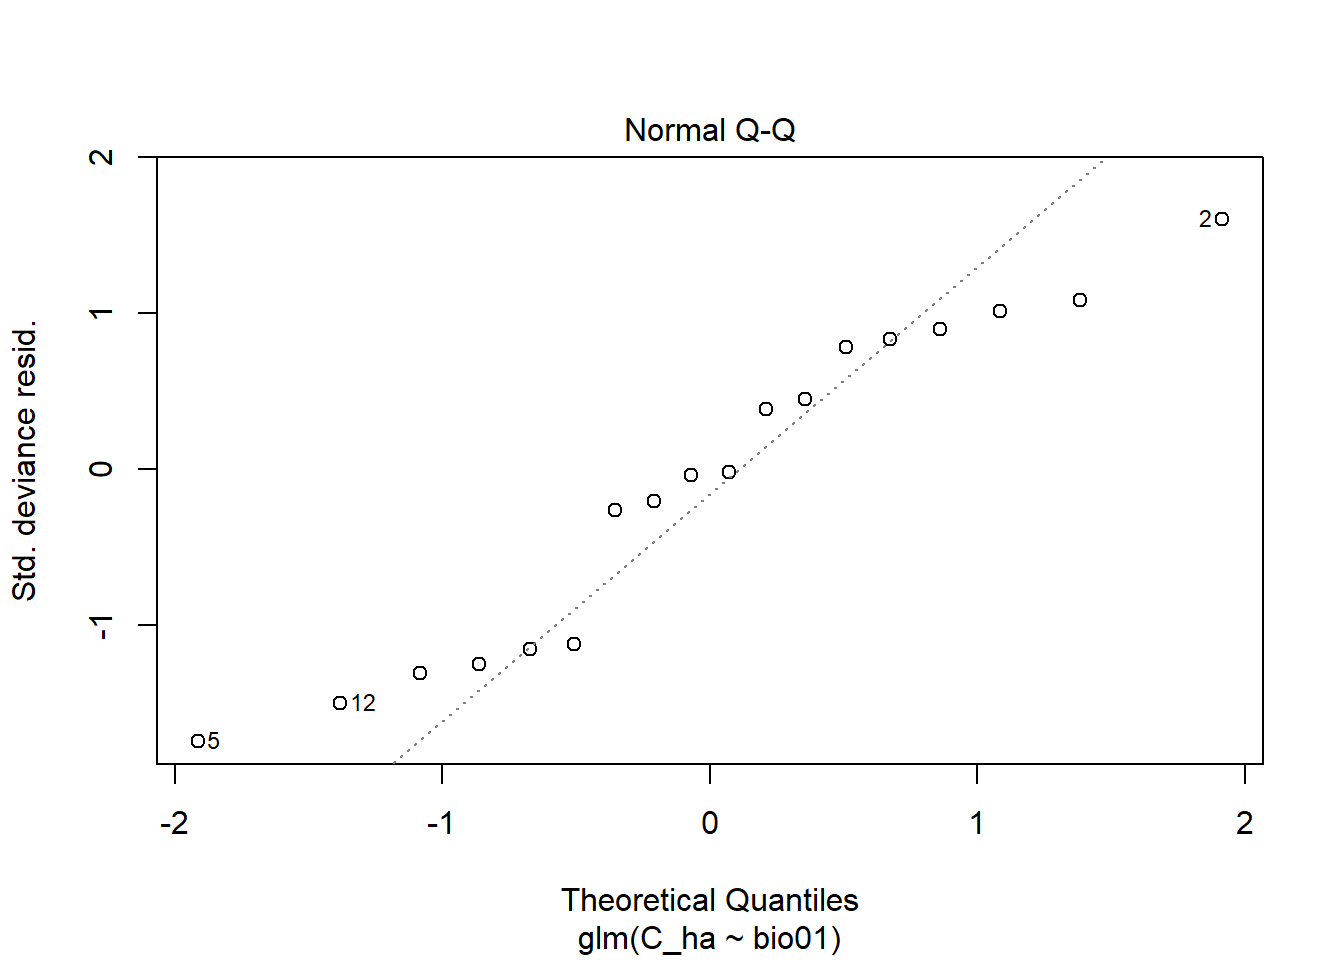 Normal Q-Q
2
1
0
-1
Std. deviance resid.
2
12
5
-2 -1 0 1 2
Theoretical Quantiles
glm(C_ha ~ bio01)